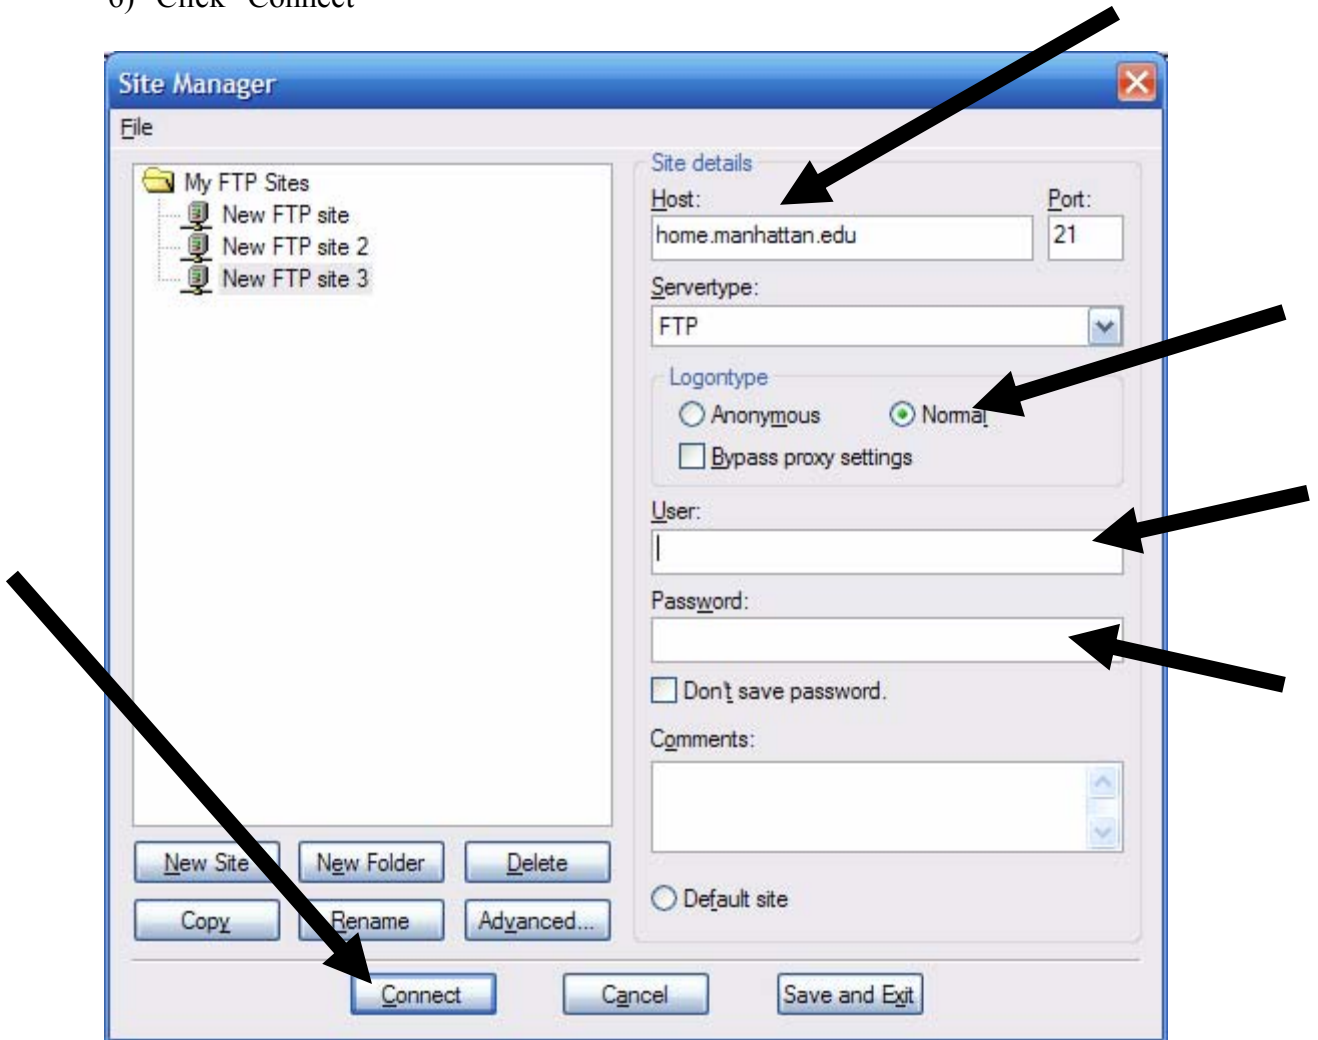 6) Click "Connect"
Site Manager
File
My FTP Sites
New FTP site
New FTP site 2
New FTP site 3
Site details
Host:
Port:
home.manhattan.edu
21
Servertype:
FTP
Logontype
Anonymous
Normal
Bypass proxy settings
User:
Password:
Don't save password.
Comments:
New Site
New Folder
Delete
Default site
Copy
Rename
Advanced...
Connect
Cancel
Save and Exit